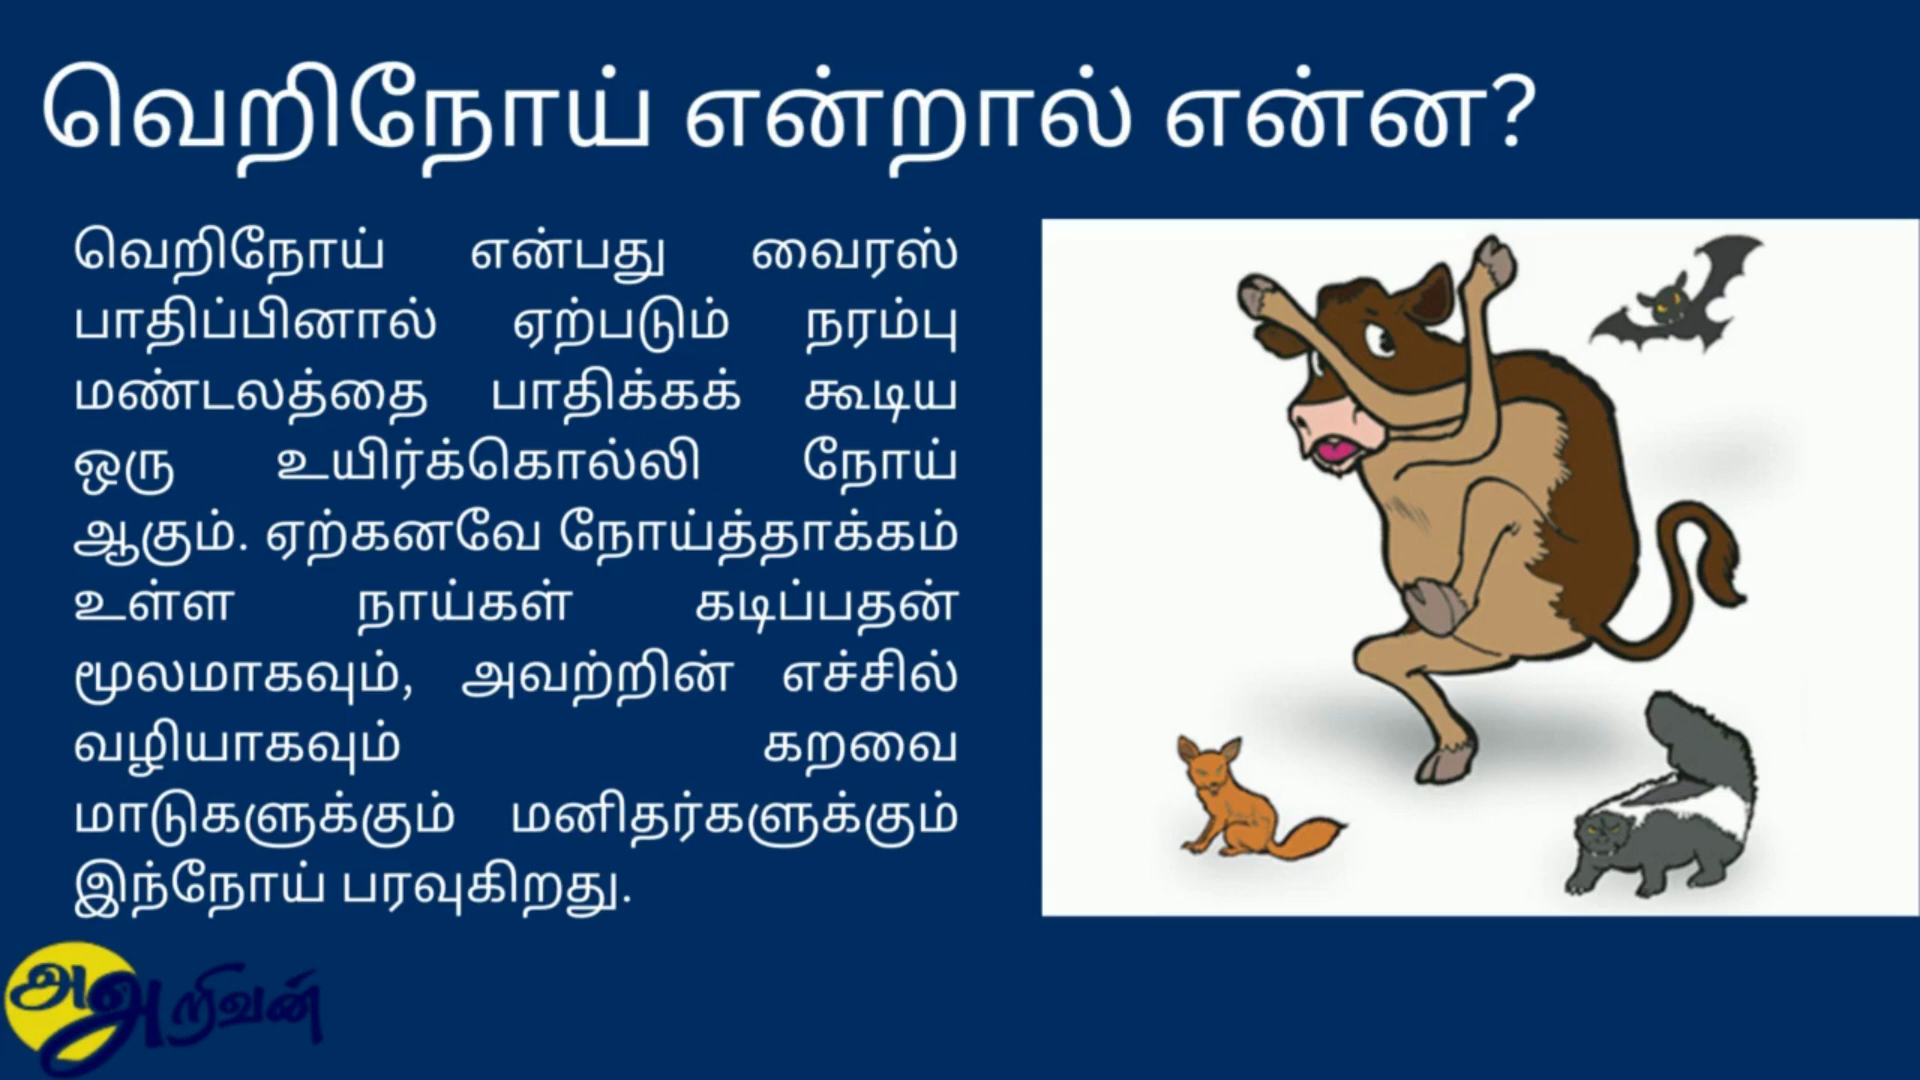 வெறிநோய் என்றால் என்ன?
வெறிநோய் என்பது வைரஸ்
பாதிப்பினால் ஏற்படும் நரம்பு
மண்டலத்தை பாதிக்கக் கூடிய
ஒரு உயிர்க்கொல்லி நோய்
ஆகும். ஏற்கனவே நோய்த்தாக்கம்
உள்ள நாய்கள் கடிப்பதன்
மூலமாகவும், அவற்றின் எச்சில்
வழியாகவும் கறவை
மாடுகளுக்கும் மனிதர்களுக்கும்
இந்நோய் பரவுகிறது.
அ அறிவன்